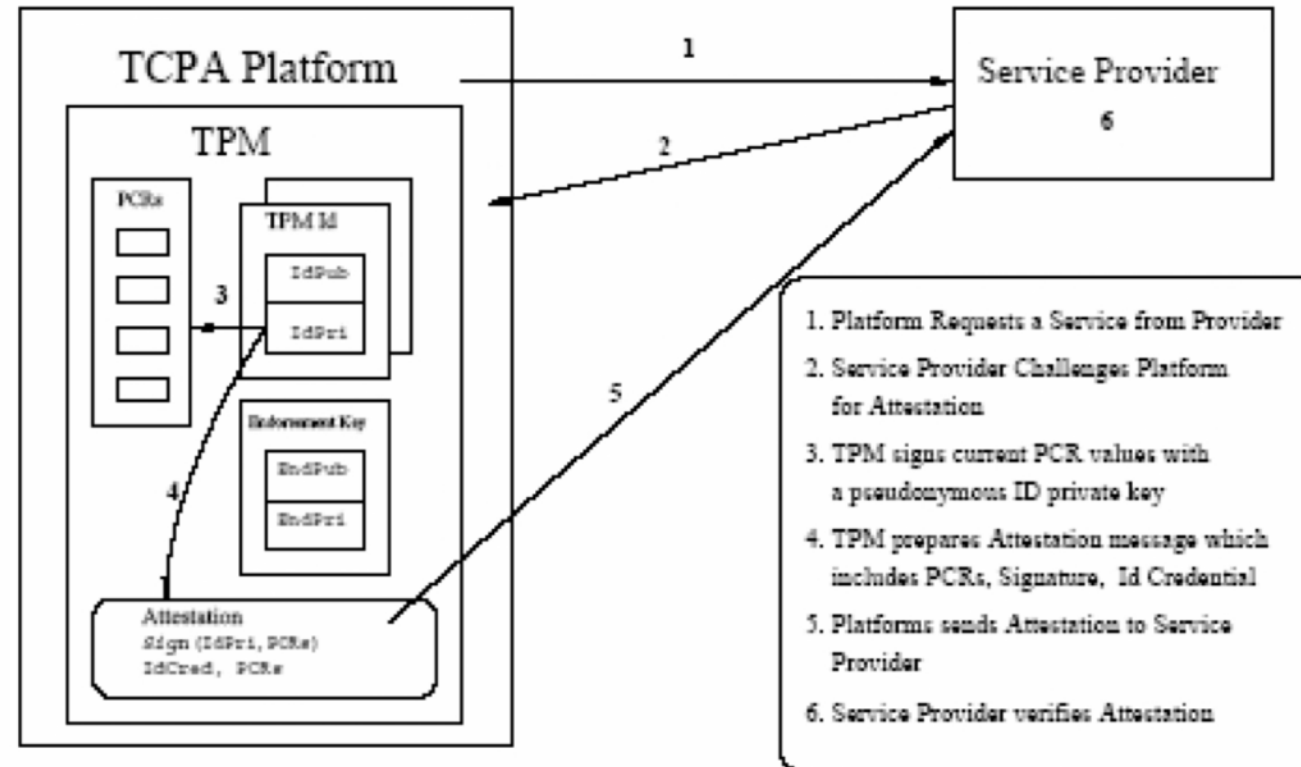 TCPA Platform
TPM
PCRs
TPM Id
IdPub
IdPri
Endorsement Key
EndPub
EndPri
Attestation
Sign(IdPri,PCRs)
IdCred, PCRs
1
2
3
4
5
Service Provider
6
1. Platform Requests a Service from Provider
2. Service Provider Challenges Platform
for Attestation
3. TPM signs current PCR values with
a pseudonymous ID private key
4. TPM prepares Attestation message which
includes PCRs, Signature, Id Credential
5. Platforms sends Attestation to Service
Provider
6. Service Provider verifies Attestation